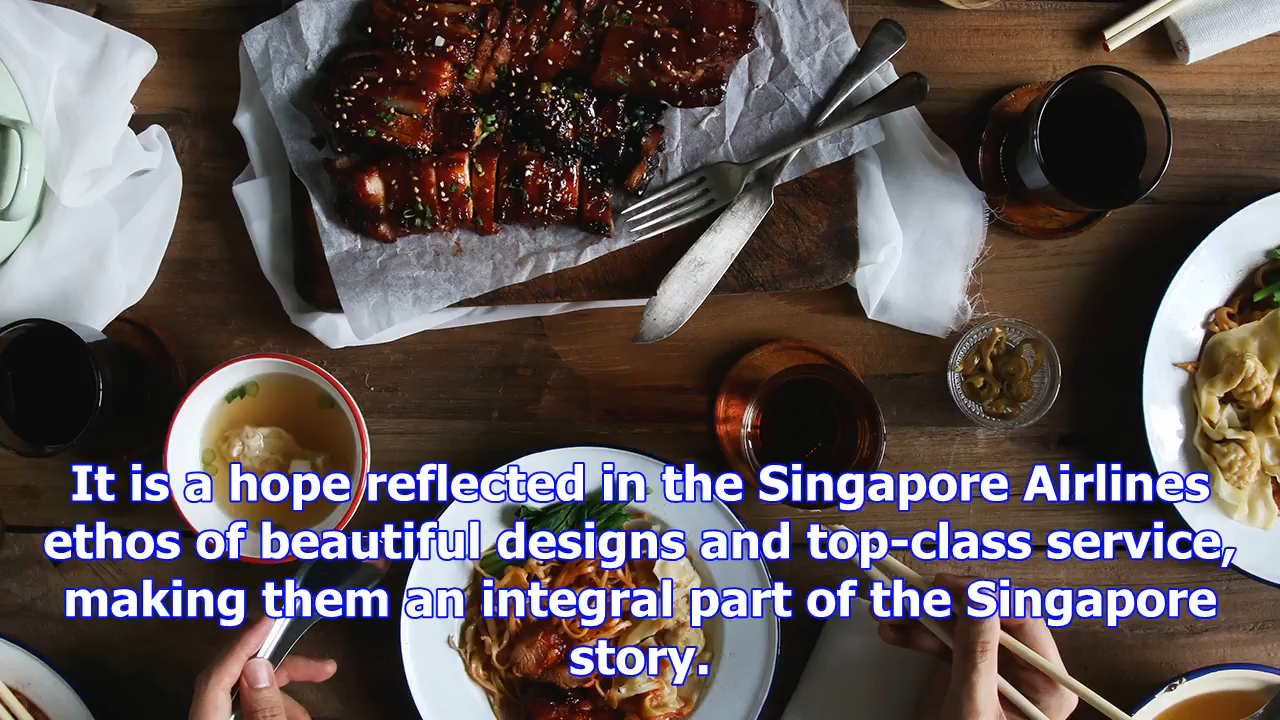 It is a hope reflected in the Singapore Airlines
ethos of beautiful designs and top-class service,
making them an integral part of the Singapore
story.